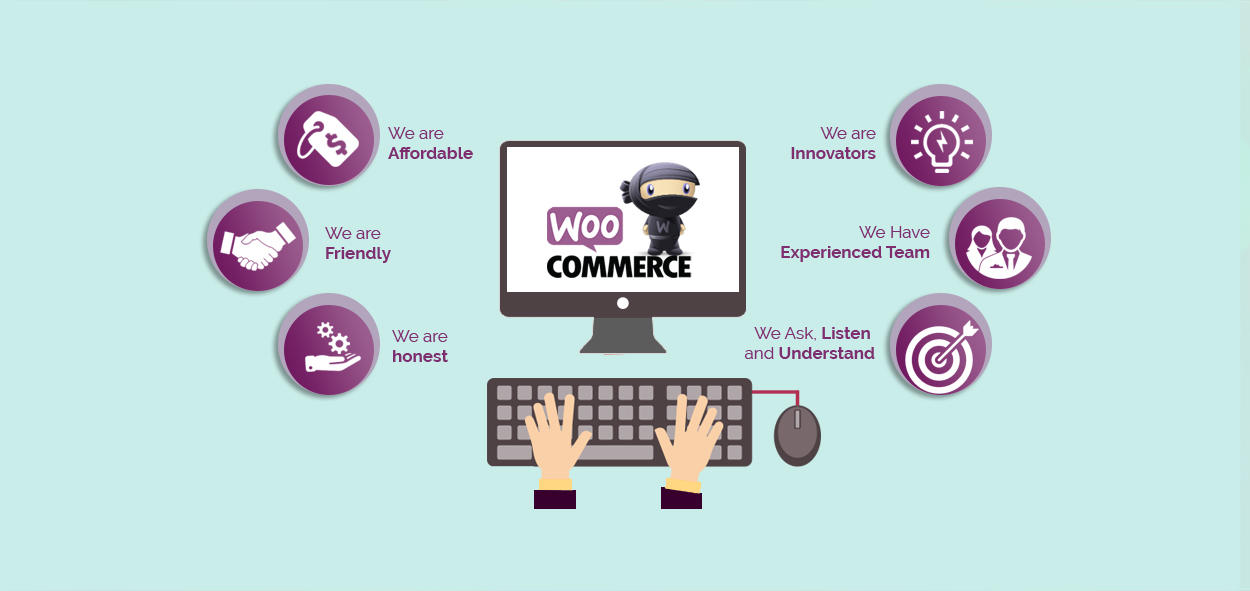 We are
Affordable
We are
Friendly
We are
honest
WOO
COMMERCE
W
We are
Innovators
We Have
Experienced Team
We Ask, Listen
and Understand